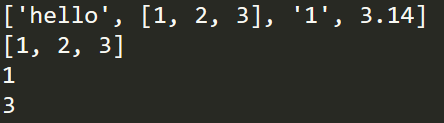 ['hello', [1, 2, 3], '1', 3.14]
[1, 2, 3]
1
3